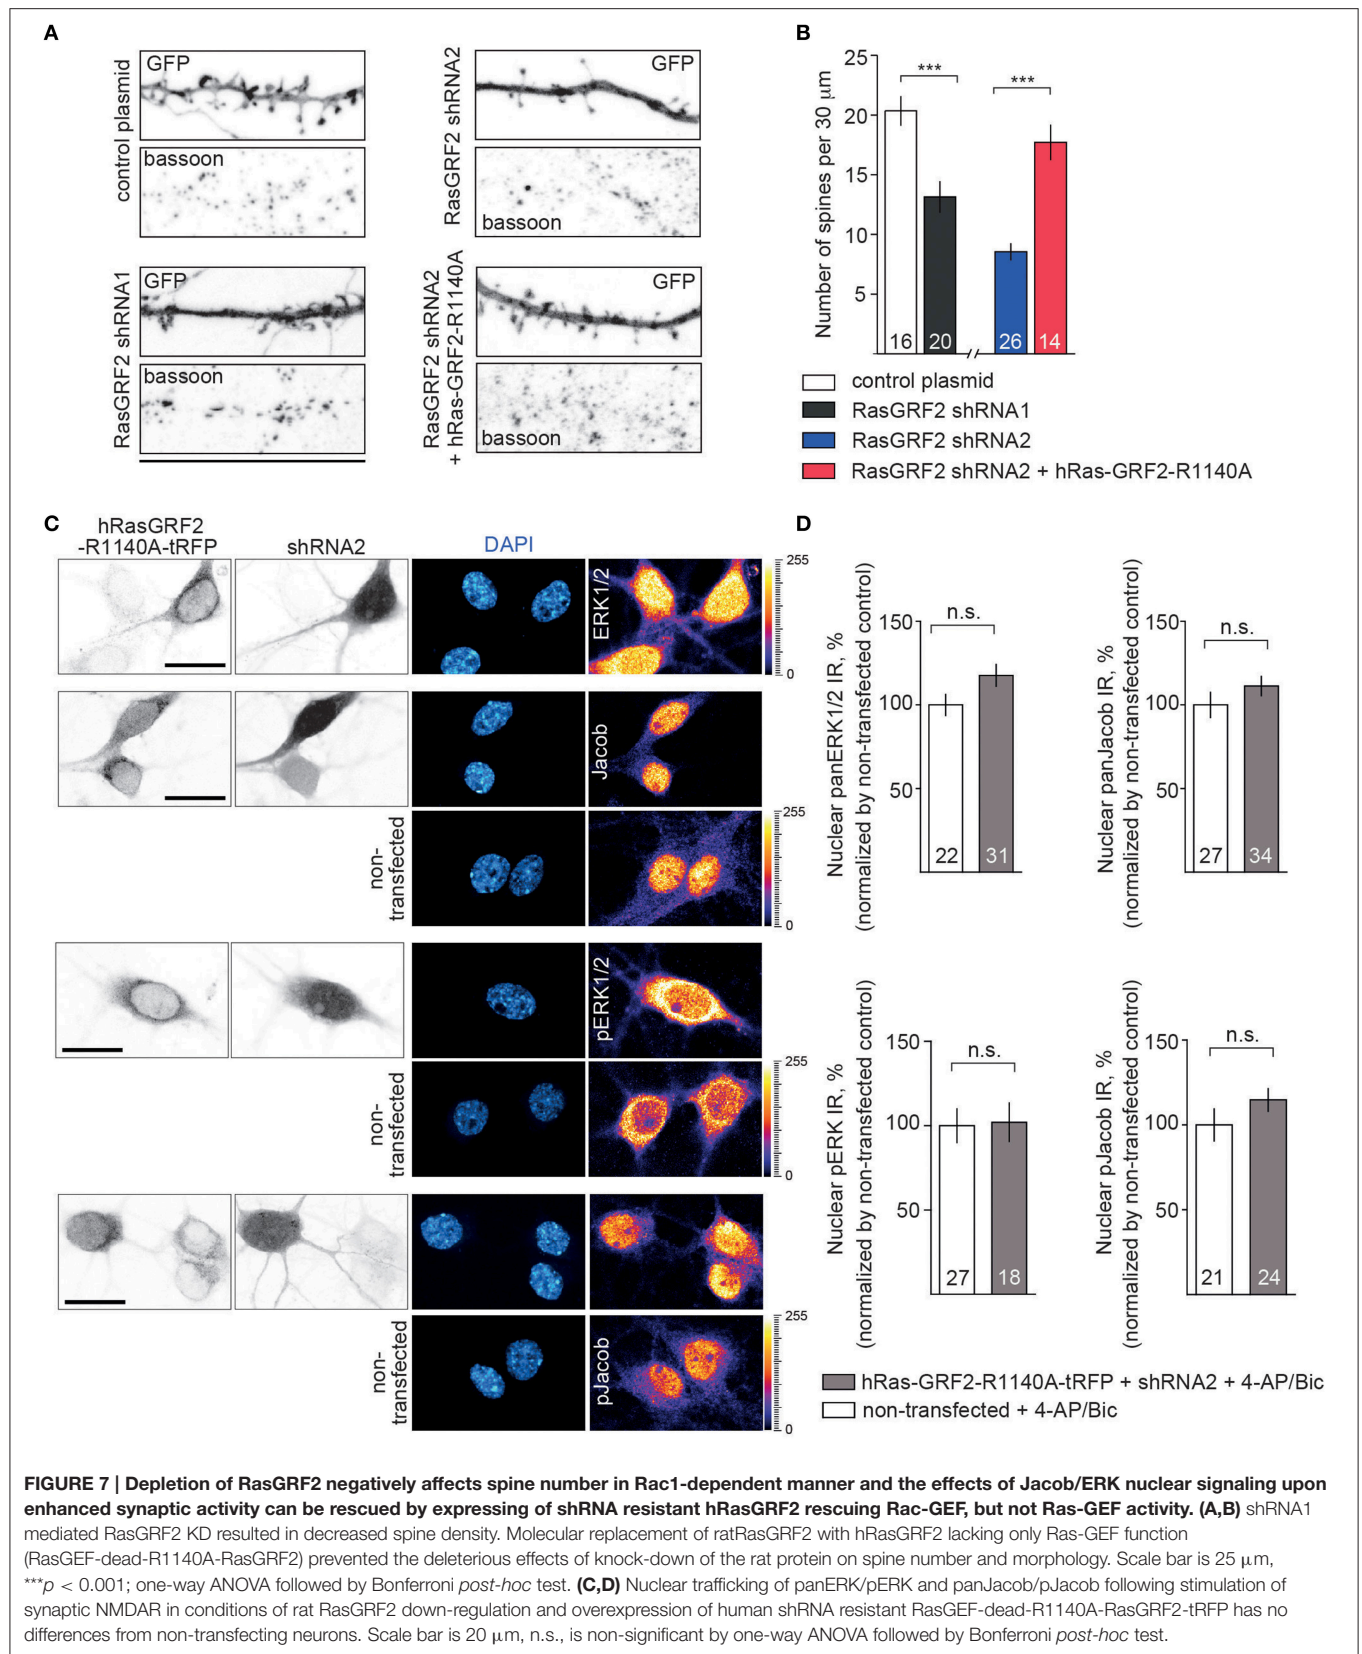 A
control plasmid
GFP
bassoon
RasGRF2 shRNA2
GFP
bassoon
RasGRF2 shRNA1
GFP
bassoon
RasGRF2 shRNA2
+ hRas-GRF2-R1140A
GFP
bassoon
B
Number of spines per 30 μm
25
20
15
10
5
***
***
16
20
26
14
control plasmid
RasGRF2 shRNA1
RasGRF2 shRNA2
RasGRF2 shRNA2 + hRas-GRF2-R1140A
C
hRasGRF2
-R1140A-tRFP
shRNA2
DAPI
ERK1/2
255
0
Jacob
non-
transfected
255
0
pERK1/2
non-
transfected
255
0
non-
transfected
pJacob
255
0
D
Nuclear panERK1/2 IR, %
(normalized by non-transfected control)
150
100
50
n.s.
22
31
Nuclear panJacob IR, %
(normalized by non-transfected control)
150
100
50
n.s.
27
34
Nuclear pERK IR, %
(normalized by non-transfected control)
150
100
50
n.s.
27
18
Nuclear pJacob IR, %
(normalized by non-transfected control)
150
100
50
n.s.
21
24
hRas-GRF2-R1140A-tRFP + shRNA2 + 4-AP/Bic
non-transfected + 4-AP/Bic
FIGURE 7 | Depletion of RasGRF2 negatively affects spine number in Rac1-dependent manner and the effects of Jacob/ERK nuclear signaling upon
enhanced synaptic activity can be rescued by expressing of shRNA resistant hRasGRF2 rescuing Rac-GEF, but not Ras-GEF activity. (A,B) shRNA1
mediated RasGRF2 KD resulted in decreased spine density. Molecular replacement of ratRasGRF2 with hRasGRF2 lacking only Ras-GEF function
(RasGEF-dead-R1140A-RasGRF2) prevented the deleterious effects of knock-down of the rat protein on spine number and morphology. Scale bar is 25 μm,
***p < 0.001; one-way ANOVA followed by Bonferroni post-hoc test. (C,D) Nuclear trafficking of panERK/pERK and panJacob/pJacob following stimulation of
synaptic NMDAR in conditions of rat RasGRF2 down-regulation and overexpression of human shRNA resistant RasGEF-dead-R1140A-RasGRF2-tRFP has no
differences from non-transfecting neurons. Scale bar is 20 μm, n.s., is non-significant by one-way ANOVA followed by Bonferroni post-hoc test.